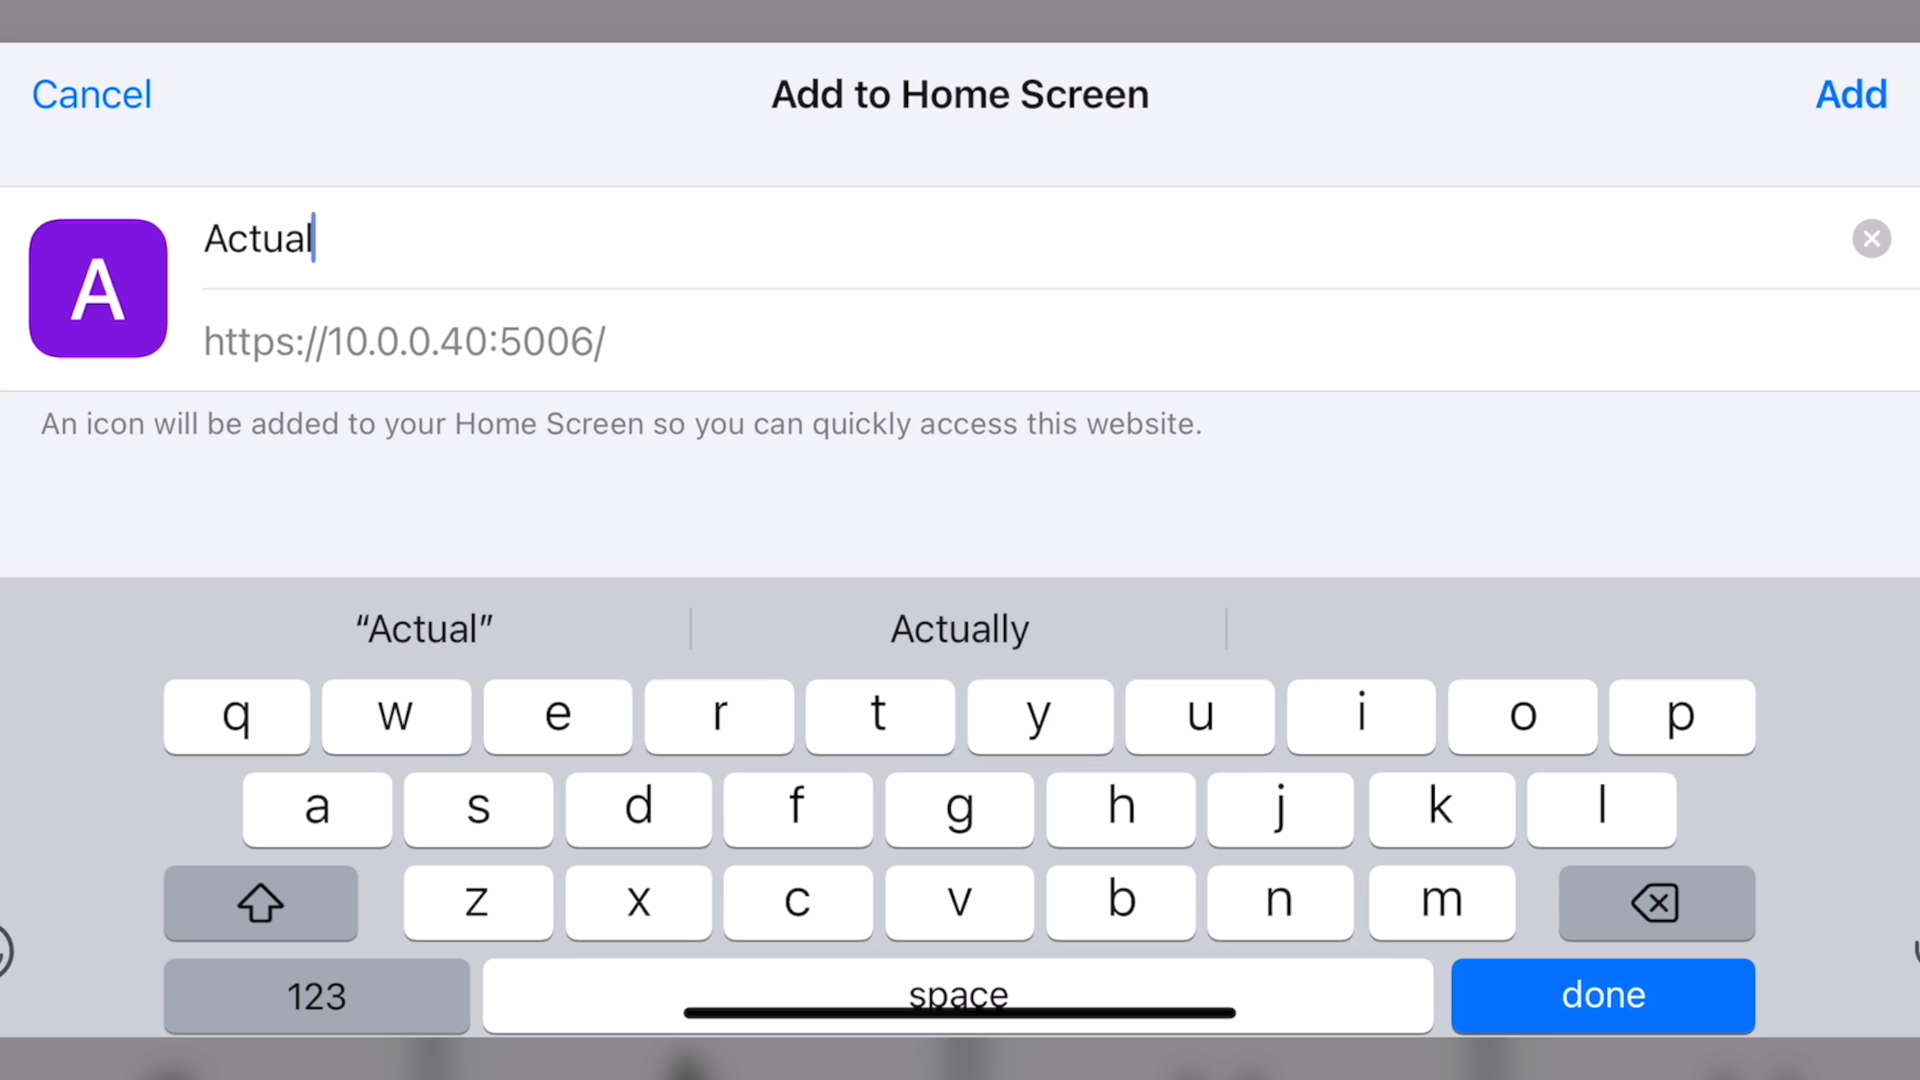 Cancel Add to Home Screen Add
A
Actual
https://10.0.0.40:5006/
An icon will be added to your Home Screen so you can quickly access this website.
“Actual” Actually
q w e r t y u i o p
a s d f g h j k l
z x c v b n m
123 space done